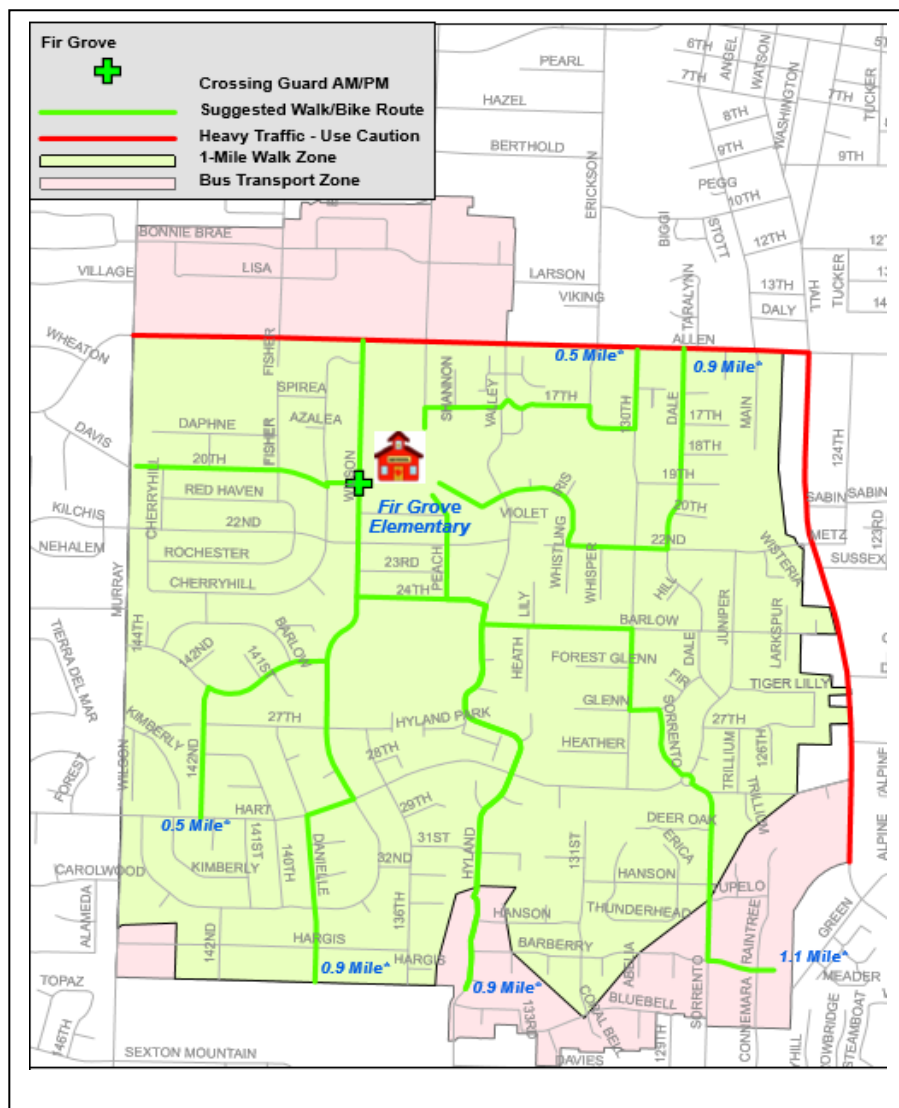 Fir Grove
Crossing Guard AM/PM
Suggested Walk/Bike Route
Heavy Traffic - Use Caution
1-Mile Walk Zone
Bus Transport Zone
PEARL
HAZEL
BERTHOLD
ERICKSON
6TH
7TH
ANGEL
WATSON
WASHINGTON
7TH
TUCKER
8TH
9TH
9TH
PEGG
10TH
BIGGI
STOTT
12TH
BONNIE BRAE
LISA
VILLAGE
LARSON
VIKING
TARALYNN
13TH
DALY
HALL
TUCKER
WHEATON
FISHER
ALLEN
0.5 Mile*
0.9 Mile*
SPIREA
SHANNON
VALLEY
17TH
130TH
DALE
17TH
MAIN
124TH
AZALEA
DAPHNE
FISHER
18TH
DAVIS
20TH
WILSON
19TH
IRIS
SABIN
SABIN
CHERRYHILL
RED HAVEN
Fir Grove
Elementary
VIOLET
20TH
KILCHIS
22ND
22ND
METZ
123RD
NEHALEM
ROCHESTER
23RD
PEACH
WHISTLING
WHISPER
WISTERIA
SUSSEX
CHERRYHILL
24TH
HILL
MURRAY
LILY
BARLOW
JUNIPER
LARKSPUR
144TH
BARLOW
142ND
141ST
HEATH
FOREST GLENN
DALE
TIERRA DEL MAR
FIR
TIGER LILLY
KIMBERLY
27TH
HYLAND PARK
GLENN
SORRENTO
27TH
28TH
HEATHER
TRILLIUM
126TH
142ND
WILSON
FOREST
29TH
TRILLIUM
ALPINE
HART
0.5 Mile*
DEER OAK
141ST
DANIELLE
31ST
HYLAND
131ST
ERICA
ALPINE
CAROLWOOD
KIMBERLY
140TH
32ND
HANSON
TUPELO
ALAMEDA
136TH
HANSON
THUNDERHEAD
RAINTREE
GREEN
142ND
HARGIS
BARBERRY
HARGIS
ABELIA
1.1 Mile*
TOPAZ
0.9 Mile*
0.9 Mile*
SORRENTO
MEADER
BLUEBELL
CONNEMARA
133RD
CORAL BELL
129TH
146TH
SEXTON MOUNTAIN
DAVIES
STEAMBOAT